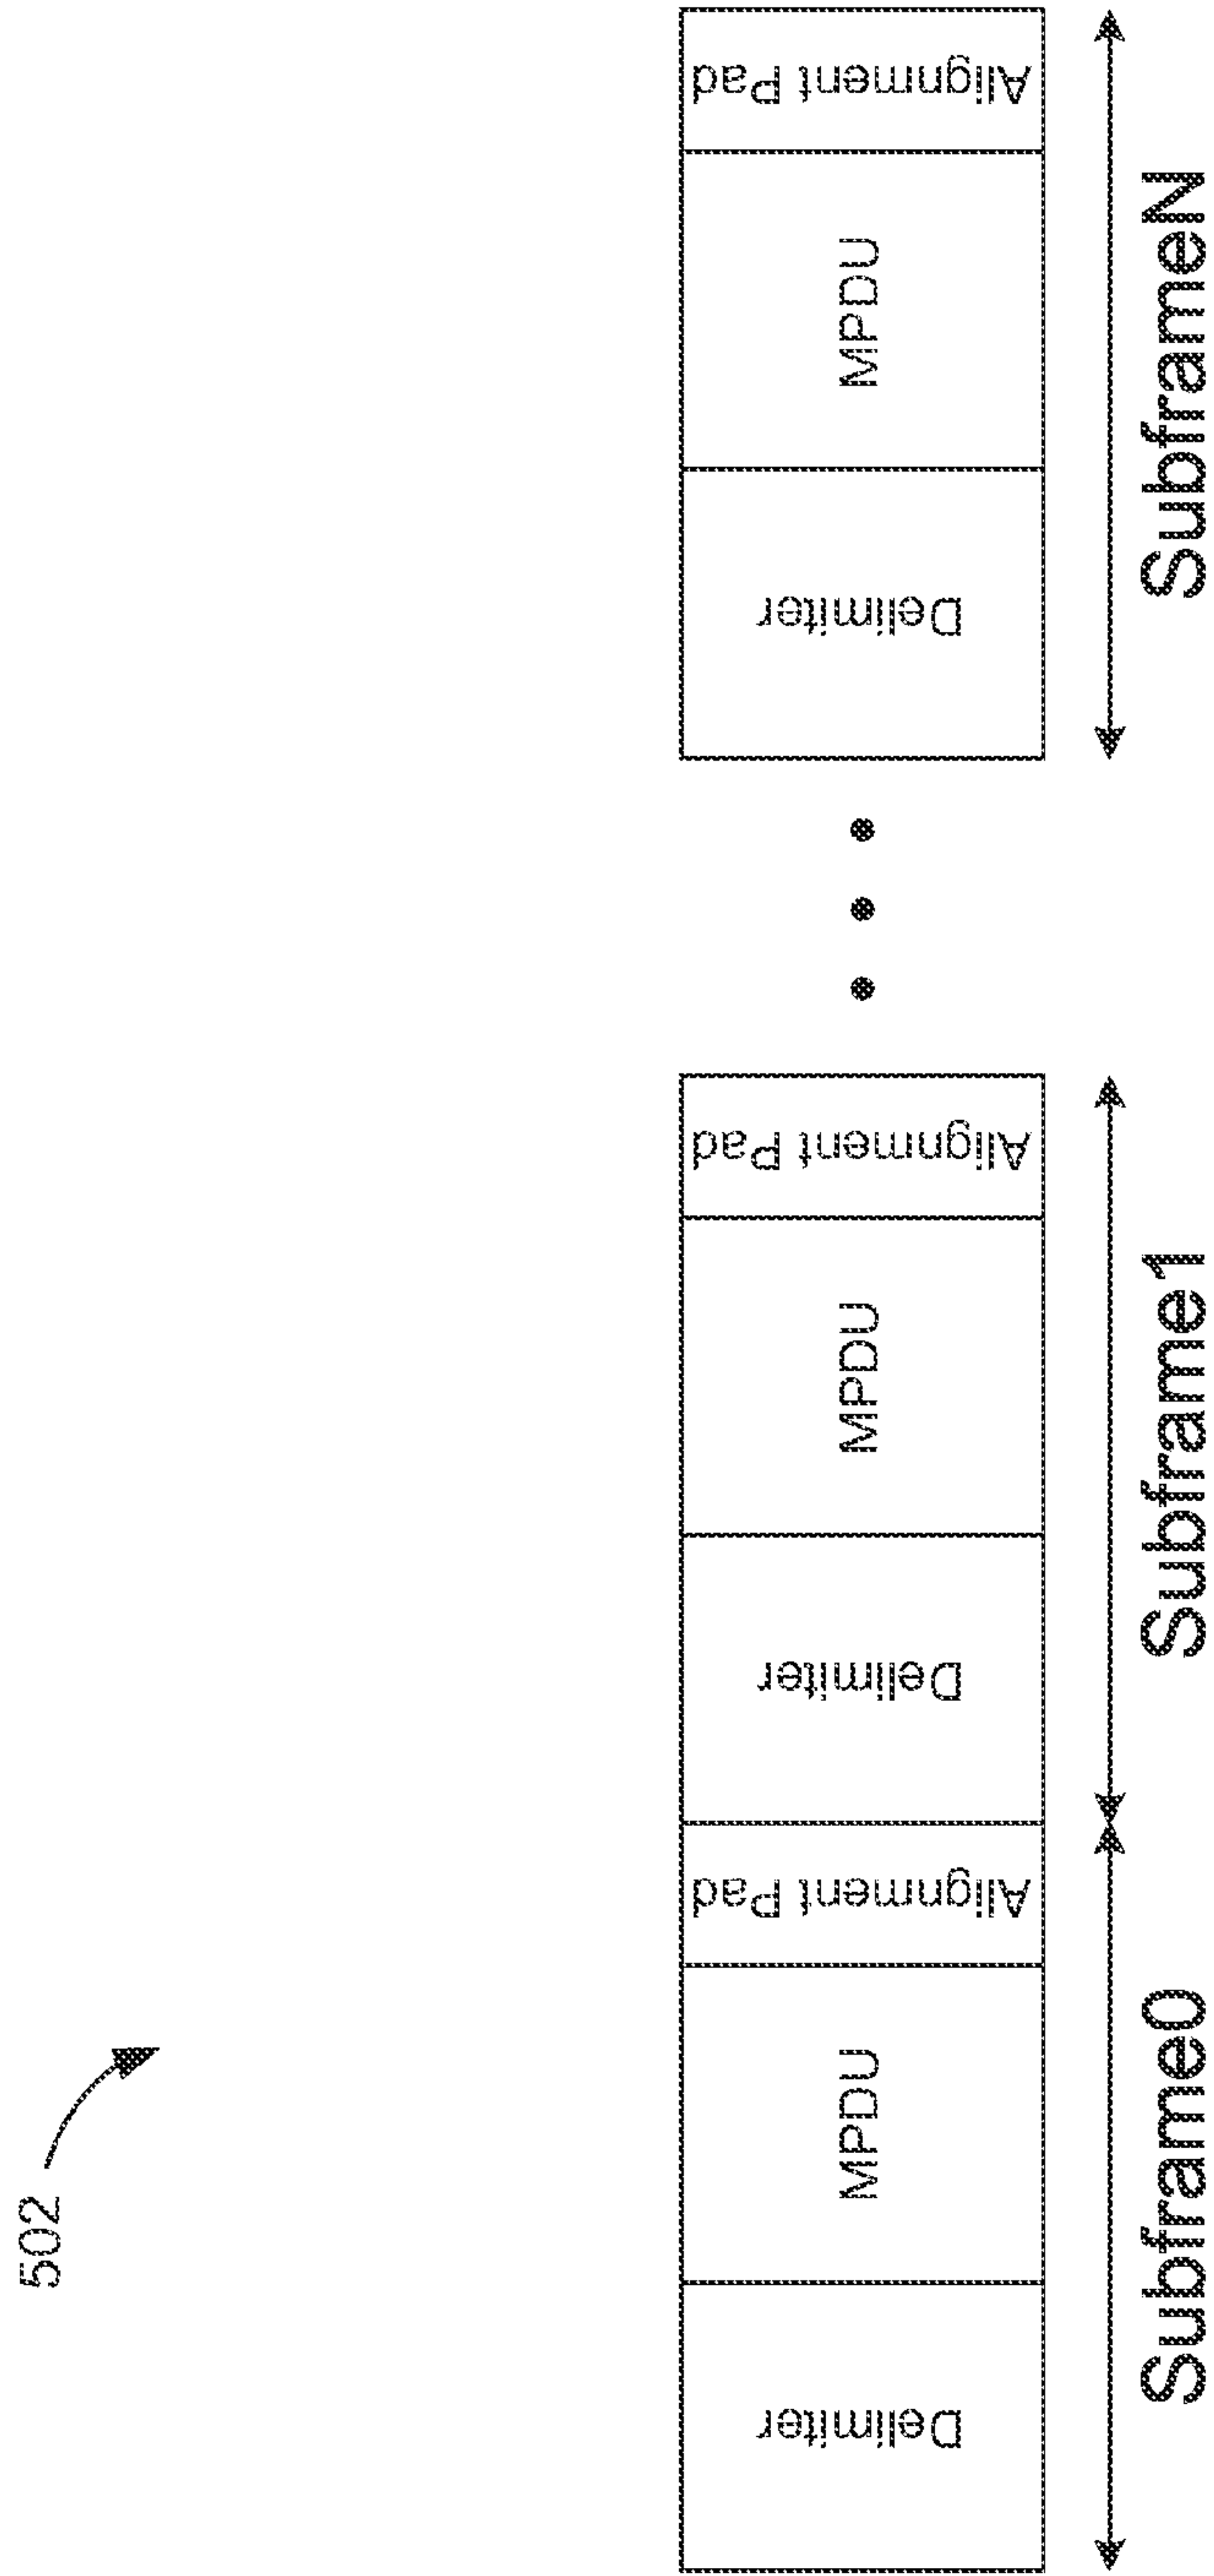 502
Delimiter
MPDU
Alignment Pad
Delimiter
MPDU
Alignment Pad
Delimiter
MPDU
Alignment Pad
Subframe0
Subframe1
SubframeN